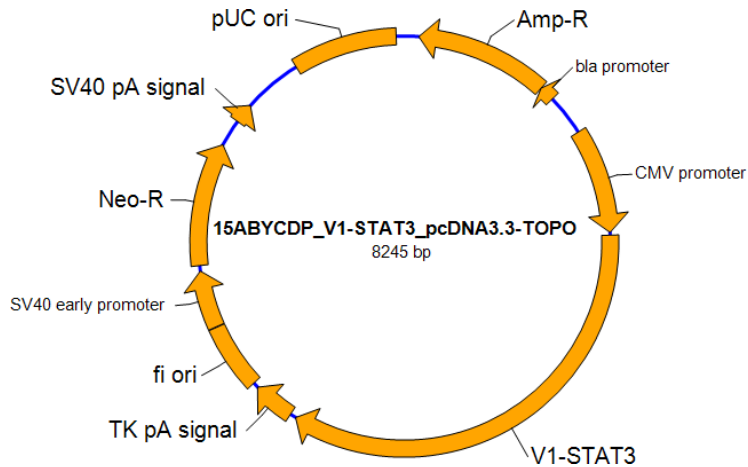 pUC ori
Amp-R
bla promoter
SV40 pA signal
CMV promoter
Neo-R
15ABYCDP_V1-STAT3_pcDNA3.3-TOPO
8245 bp
SV40 early promoter
fi ori
TK pA signal
V1-STAT3